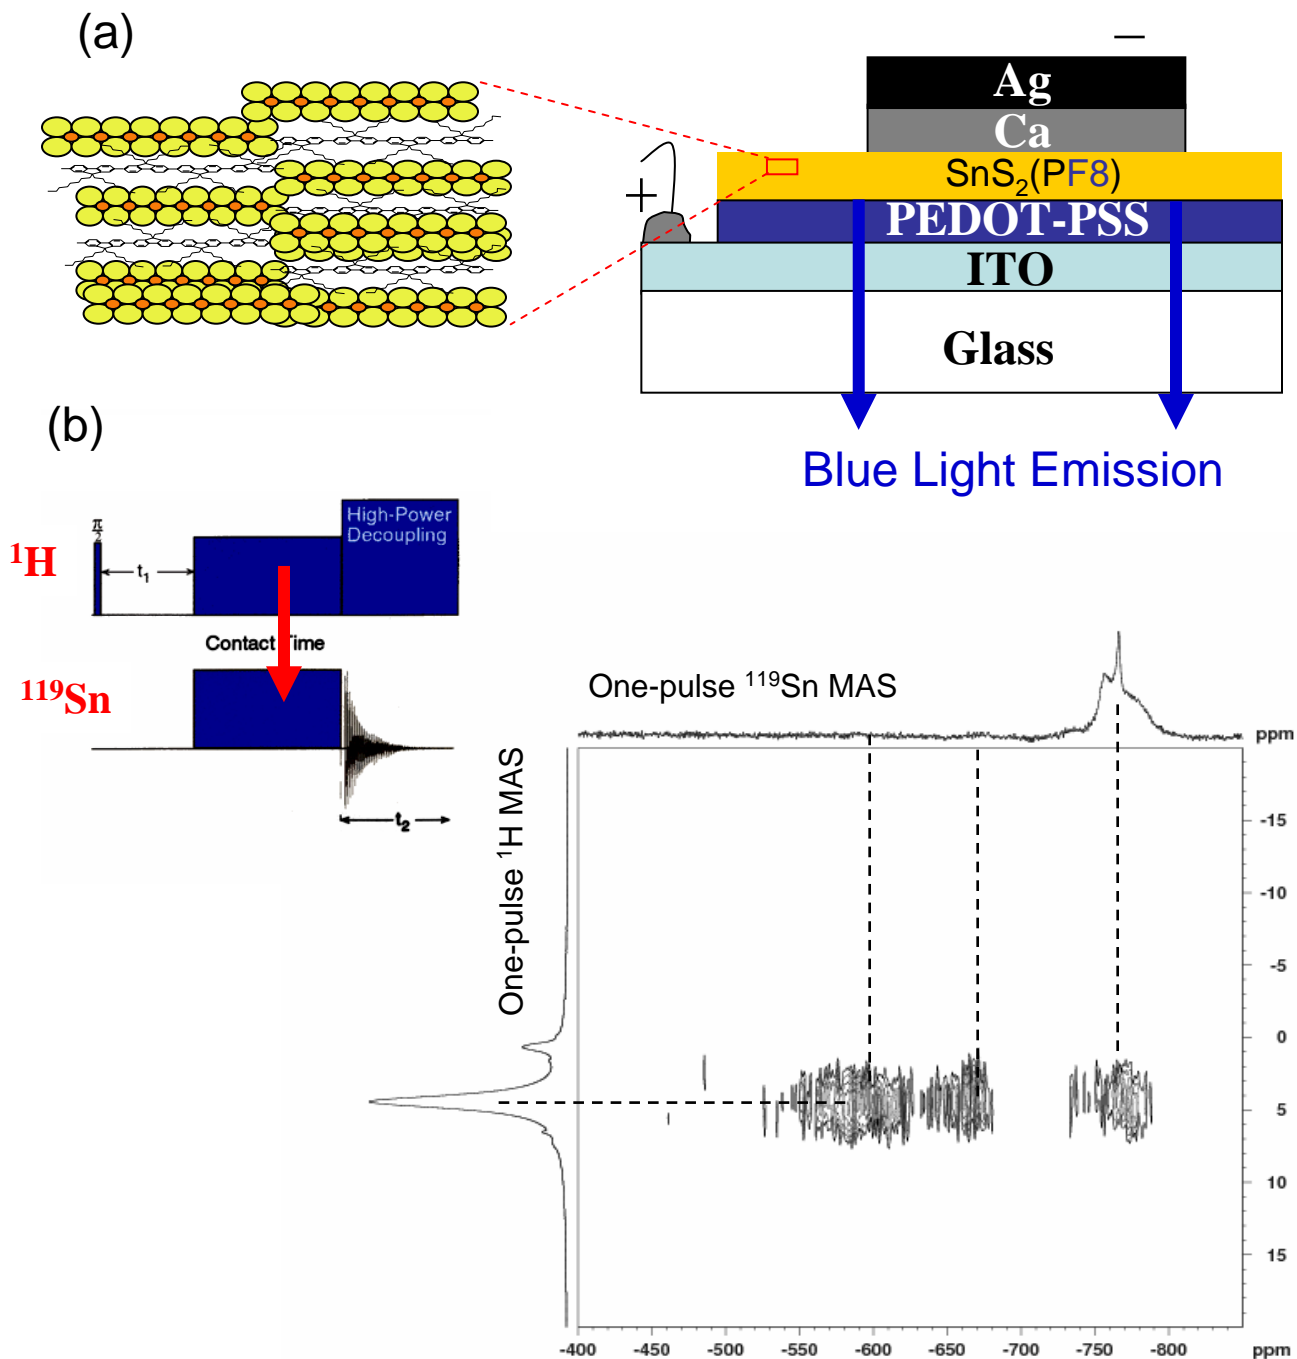 (a)
–
Ag
Ca
+
SnS₂(PF8)
PEDOT-PSS
ITO
Glass
Blue Light Emission
(b)
π
2
High-Power
Decoupling
¹H
t₁
Contact Time
¹¹⁹Sn
t₂
One-pulse ¹¹⁹Sn MAS
One-pulse ¹H MAS
ppm
-15
-10
-5
0
5
10
15
-400 -450 -500 -550 -600 -650 -700 -750 -800 ppm